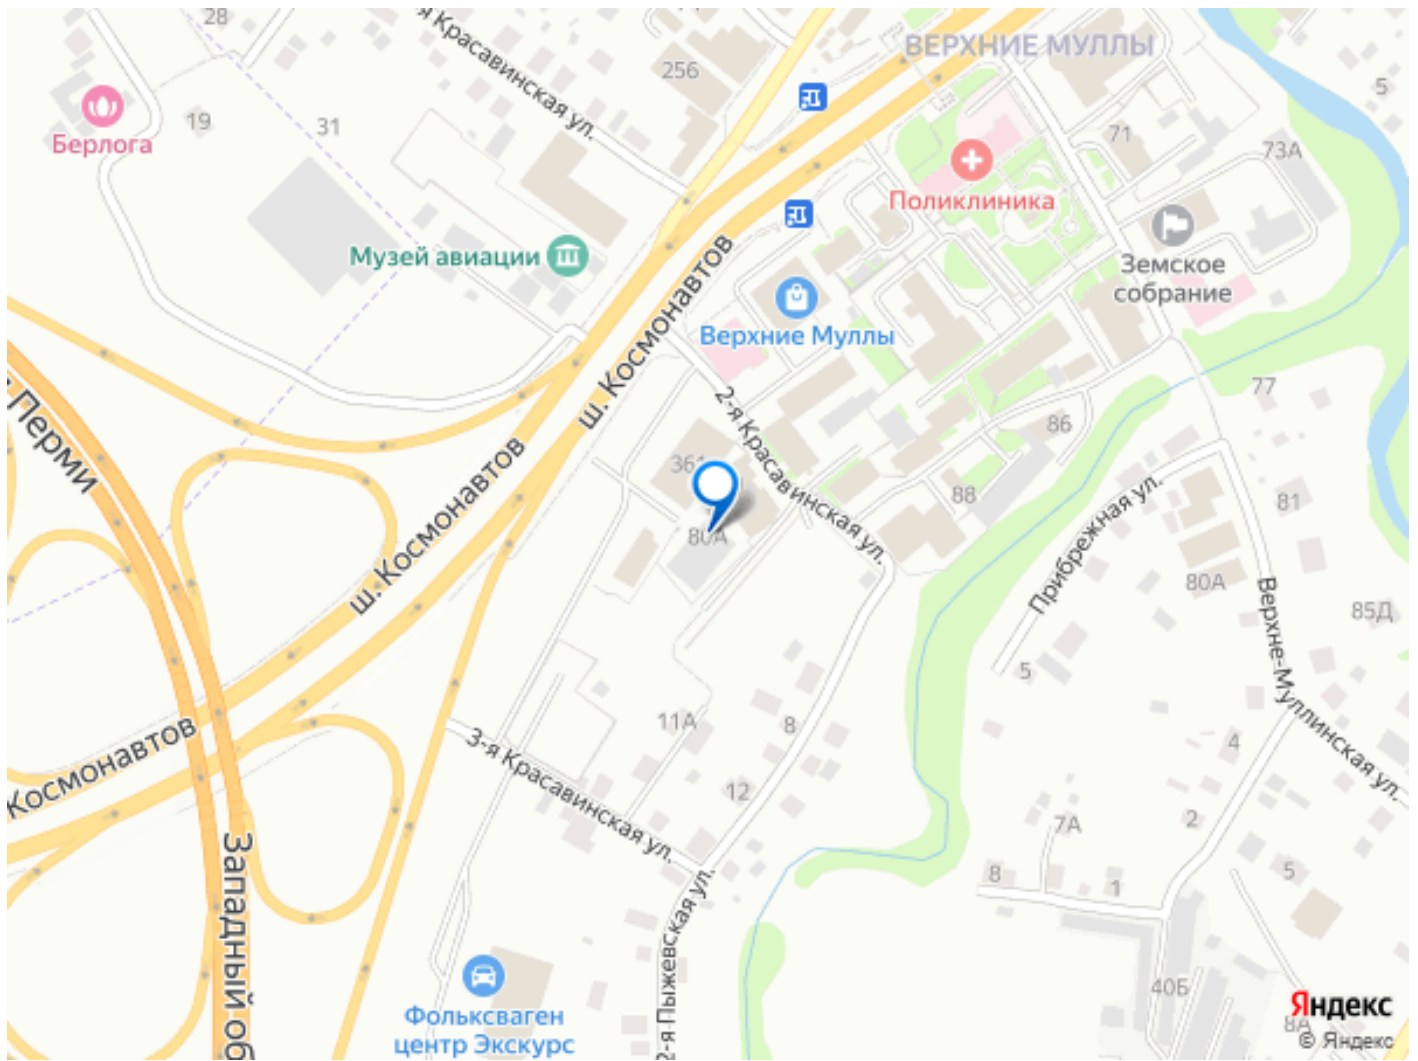 28
3-я Красавинская ул.
256
ВЕРХНИЕ МУЛЛЫ
5
Берлога
19
31
71
73А
Поликлиника
Музей авиации
Земское
собрание
ш. Космонавтов
Верхние Муллы
Перми
2-я Красавинская ул.
77
86
361
88
81
ш. Космонавтов
80А
Прибрежная ул.
80А
85Д
Верхне-Муллинская ул.
5
11А
8
4
Космонавтов
3-я Красавинская ул.
12
7А
2
Западный об
8
1
5
2-я Пыжевская ул.
40Б
Фольксваген
центр Экскурс
Яндекс
8А
© Яндекс